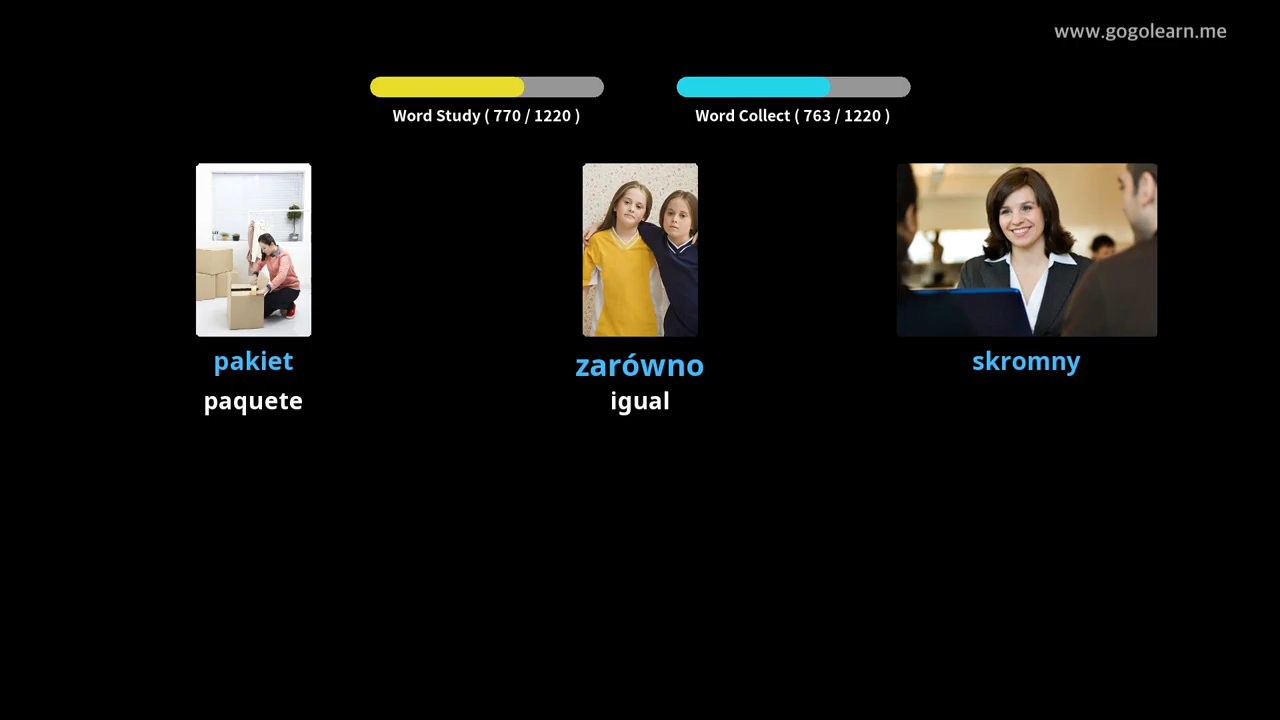 www.gogolearn.me
Word Study ( 770 / 1220 )
Word Collect ( 763 / 1220 )
pakiet
zarówno
skromny
paquete
igual